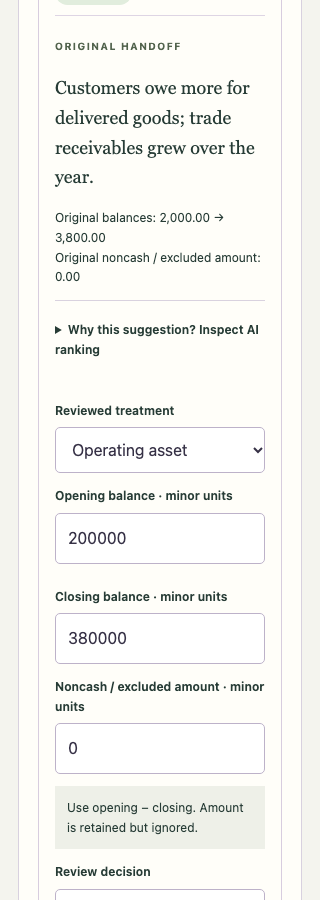 ORIGINAL HANDOFF
Customers owe more for
delivered goods; trade
receivables grew over the
year.
Original balances: 2,000.00 →
3,800.00
Original noncash / excluded amount:
0.00
▶ Why this suggestion? Inspect AI
ranking
Reviewed treatment
Operating asset
Opening balance · minor units
200000
Closing balance · minor units
380000
Noncash / excluded amount · minor
units
0
Use opening − closing. Amount
is retained but ignored.
Review decision